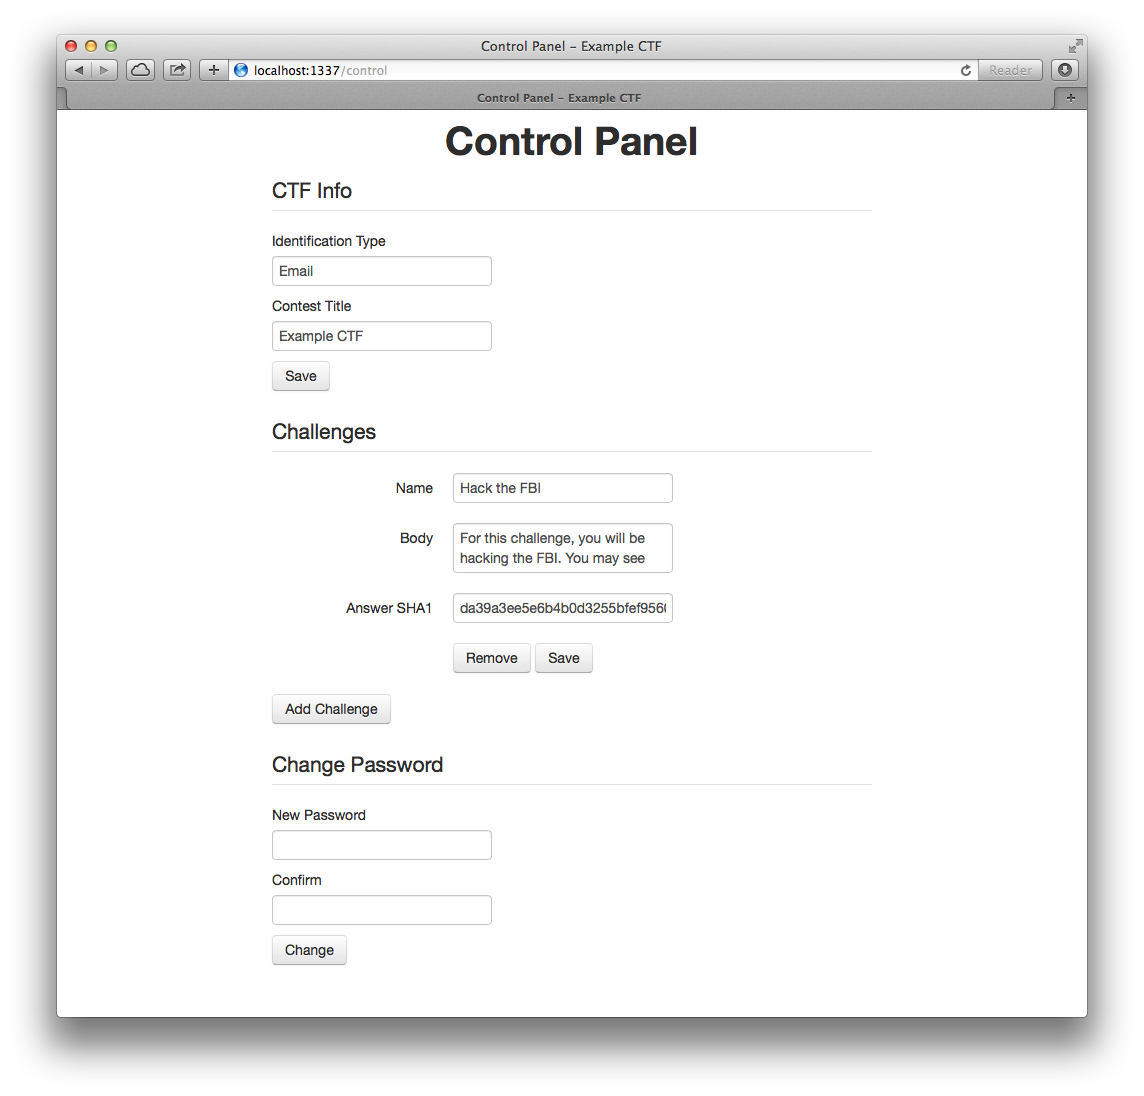 Control Panel – Example CTF
localhost:1337/control
Reader
Control Panel – Example CTF
Control Panel
CTF Info
Identification Type
Email
Contest Title
Example CTF
Save
Challenges
Name
Hack the FBI
Body
For this challenge, you will be
hacking the FBI. You may see
Answer SHA1
da39a3ee5e6b4b0d3255bfef9560
Remove
Save
Add Challenge
Change Password
New Password
Confirm
Change